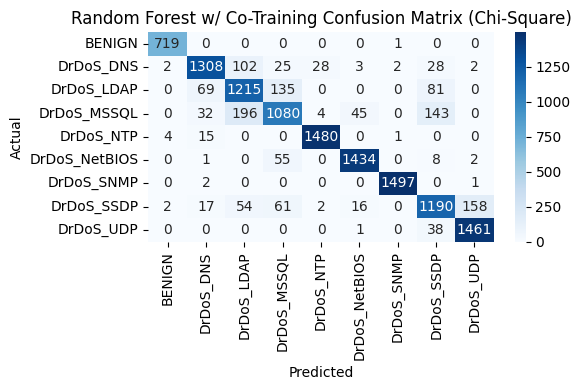 Random Forest w/ Co-Training Confusion Matrix (Chi-Square)
Actual
BENIGN 719 0 0 0 0 0 1 0 0
DrDoS_DNS 2 1308 102 25 28 3 2 28 2
DrDoS_LDAP 0 69 1215 135 0 0 0 81 0
DrDoS_MSSQL 0 32 196 1080 4 45 0 143 0
DrDoS_NTP 4 15 0 0 1480 0 1 0 0
DrDoS_NetBIOS 0 1 0 55 0 1434 0 8 2
DrDoS_SNMP 0 2 0 0 0 0 1497 0 1
DrDoS_SSDP 2 17 54 61 2 16 0 1190 158
DrDoS_UDP 0 0 0 0 0 1 0 38 1461
BENIGN
DrDoS_DNS
DrDoS_LDAP
DrDoS_MSSQL
DrDoS_NTP
DrDoS_NetBIOS
DrDoS_SNMP
DrDoS_SSDP
DrDoS_UDP
Predicted
1250
1000
750
500
250
0